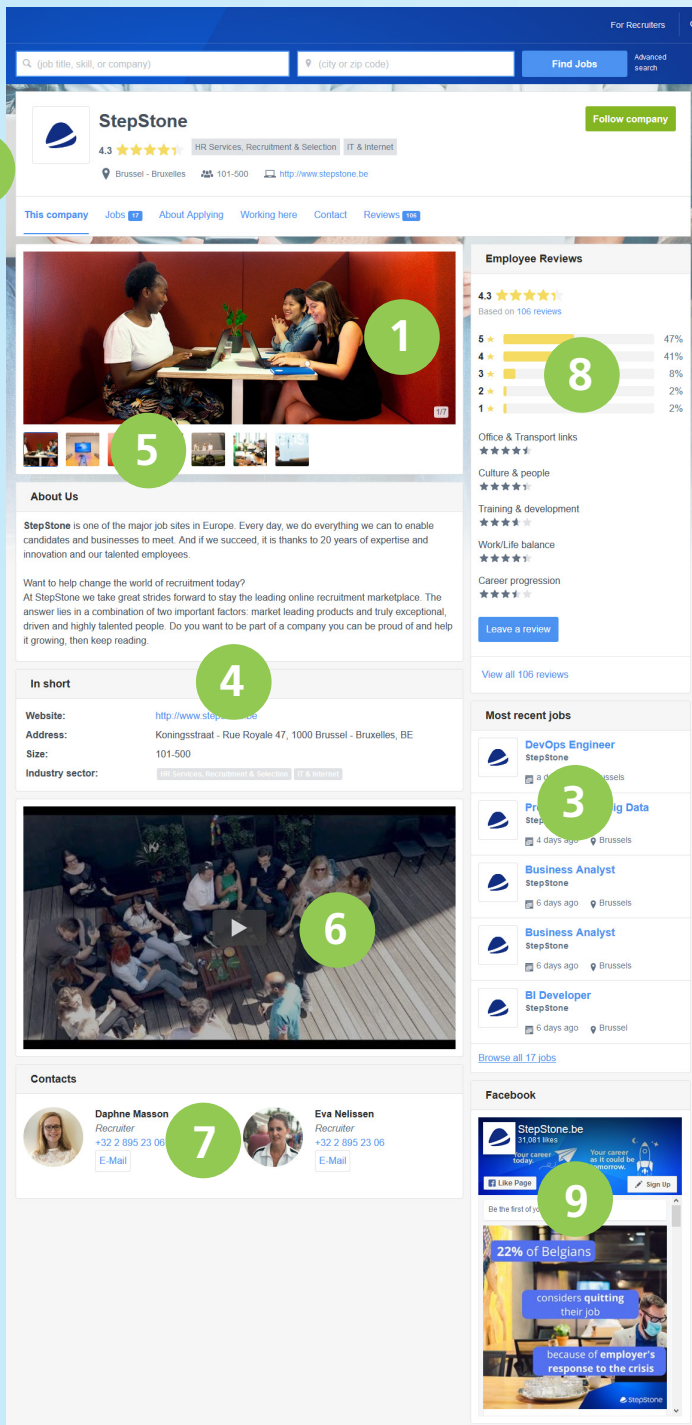 For Recruiters
(job title, skill, or company)
(city or zip code)
Find Jobs
Advanced
search
StepStone
Follow company
4.3
HR Services, Recruitment & Selection
IT & Internet
Brussel - Bruxelles
101-500
http://www.stepstone.be
This company
Jobs 17
About Applying
Working here
Contact
Reviews 106
1
1/7
5
About Us
StepStone is one of the major job sites in Europe. Every day, we do everything we can to enable
candidates and businesses to meet. And if we succeed, it is thanks to 20 years of expertise and
innovation and our talented employees.
Want to help change the world of recruitment today?
At StepStone we take great strides forward to stay the leading online recruitment marketplace. The
answer lies in a combination of two important factors: market leading products and truly exceptional,
driven and highly talented people. Do you want to be part of a company you can be proud of and help
it growing, then keep reading.
4
In short
Website:
http://www.step
be
Address:
Koningsstraat - Rue Royale 47, 1000 Brussel - Bruxelles, BE
Size:
101-500
Industry sector:
HR Services, Recruitment & Selection
IT & Internet
6
Contacts
Daphne Masson
Recruiter
+32 2 895 23 06
E-Mail
7
Eva Nelissen
Recruiter
+32 2 895 23 06
E-Mail
Employee Reviews
4.3
Based on 106 reviews
5
47%
4
41%
3
8%
2
2%
1
2%
8
Office & Transport links
Culture & people
Training & development
Work/Life balance
Career progression
Leave a review
View all 106 reviews
Most recent jobs
DevOps Engineer
StepStone
3
ig Data
4 days ago
Brussels
Business Analyst
StepStone
6 days ago
Brussels
Business Analyst
StepStone
6 days ago
Brussels
BI Developer
StepStone
6 days ago
Brussel
Browse all 17 jobs
Facebook
StepStone.be
31,081 likes
Your career
today.
Your career
as it could be
tomorrow.
Like Page
Sign Up
Be the first of
9
22% of Belgians
considers quitting
their job
because of employer's
response to the crisis
StepStone